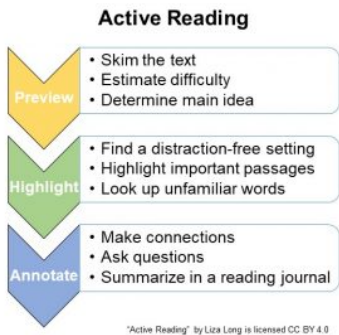 Active Reading
Preview
• Skim the text
• Estimate difficulty
• Determine main idea
Highlight
• Find a distraction-free setting
• Highlight important passages
• Look up unfamiliar words
Annotate
• Make connections
• Ask questions
• Summarize in a reading journal
"Active Reading" by Liza Long is licensed CC BY 4.0